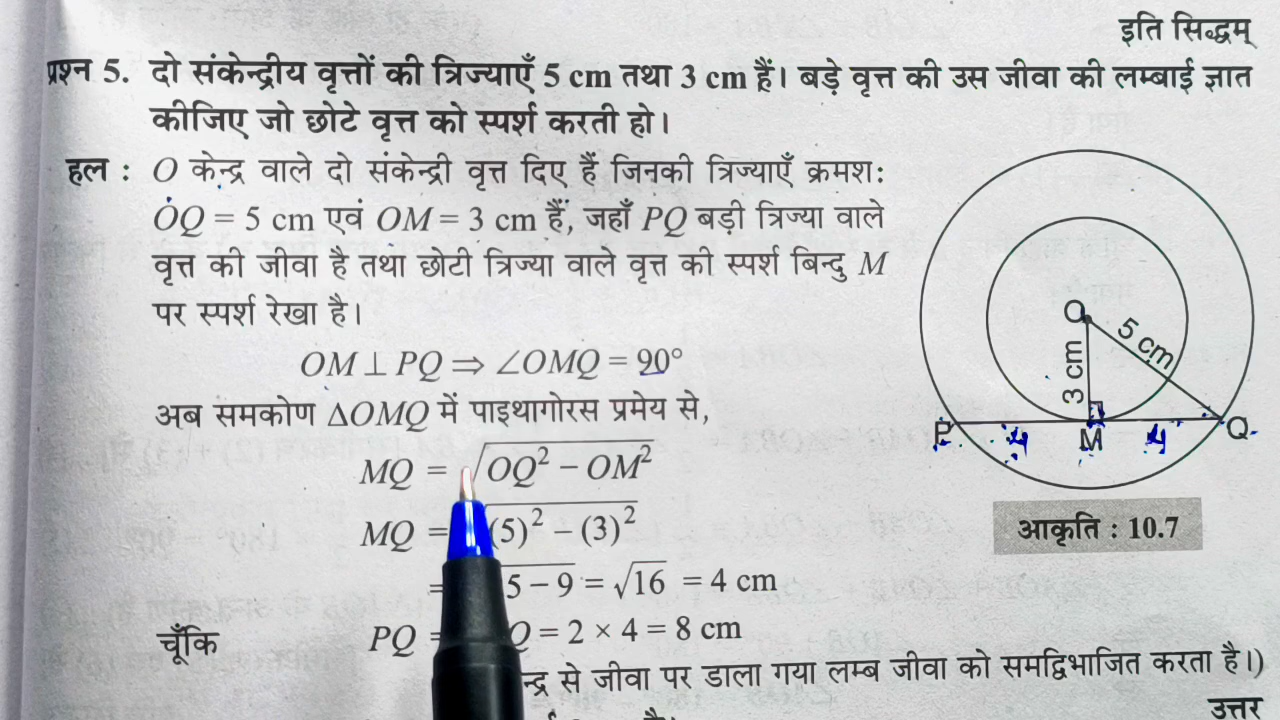 इति सिद्धम्
प्रश्न 5. दो संकेन्द्रीय वृत्तों की त्रिज्याएँ 5 cm तथा 3 cm हैं। बड़े वृत्त की उस जीवा की लम्बाई ज्ञात
कीजिए जो छोटे वृत्त को स्पर्श करती हो।
हल : O केन्द्र वाले दो संकेन्द्री वृत्त दिए हैं जिनकी त्रिज्याएँ क्रमशः
OQ = 5 cm एवं OM = 3 cm हैं, जहाँ PQ बड़ी त्रिज्या वाले
वृत्त की जीवा है तथा छोटी त्रिज्या वाले वृत्त की स्पर्श बिन्दु M
पर स्पर्श रेखा है।
OM ⊥ PQ ⇒ ∠OMQ = 90°
अब समकोण ΔOMQ में पाइथागोरस प्रमेय से,
MQ = √OQ² – OM²
MQ = (5)² – (3)²
= 5 – 9 = √16 = 4 cm
चूँकि PQ = Q = 2 × 4 = 8 cm
से जीवा पर डाला गया लम्ब जीवा को समद्विभाजित करता है।)
उत्तर
O
5 cm
3 cm
P
4
M
4
Q
आकृति : 10.7